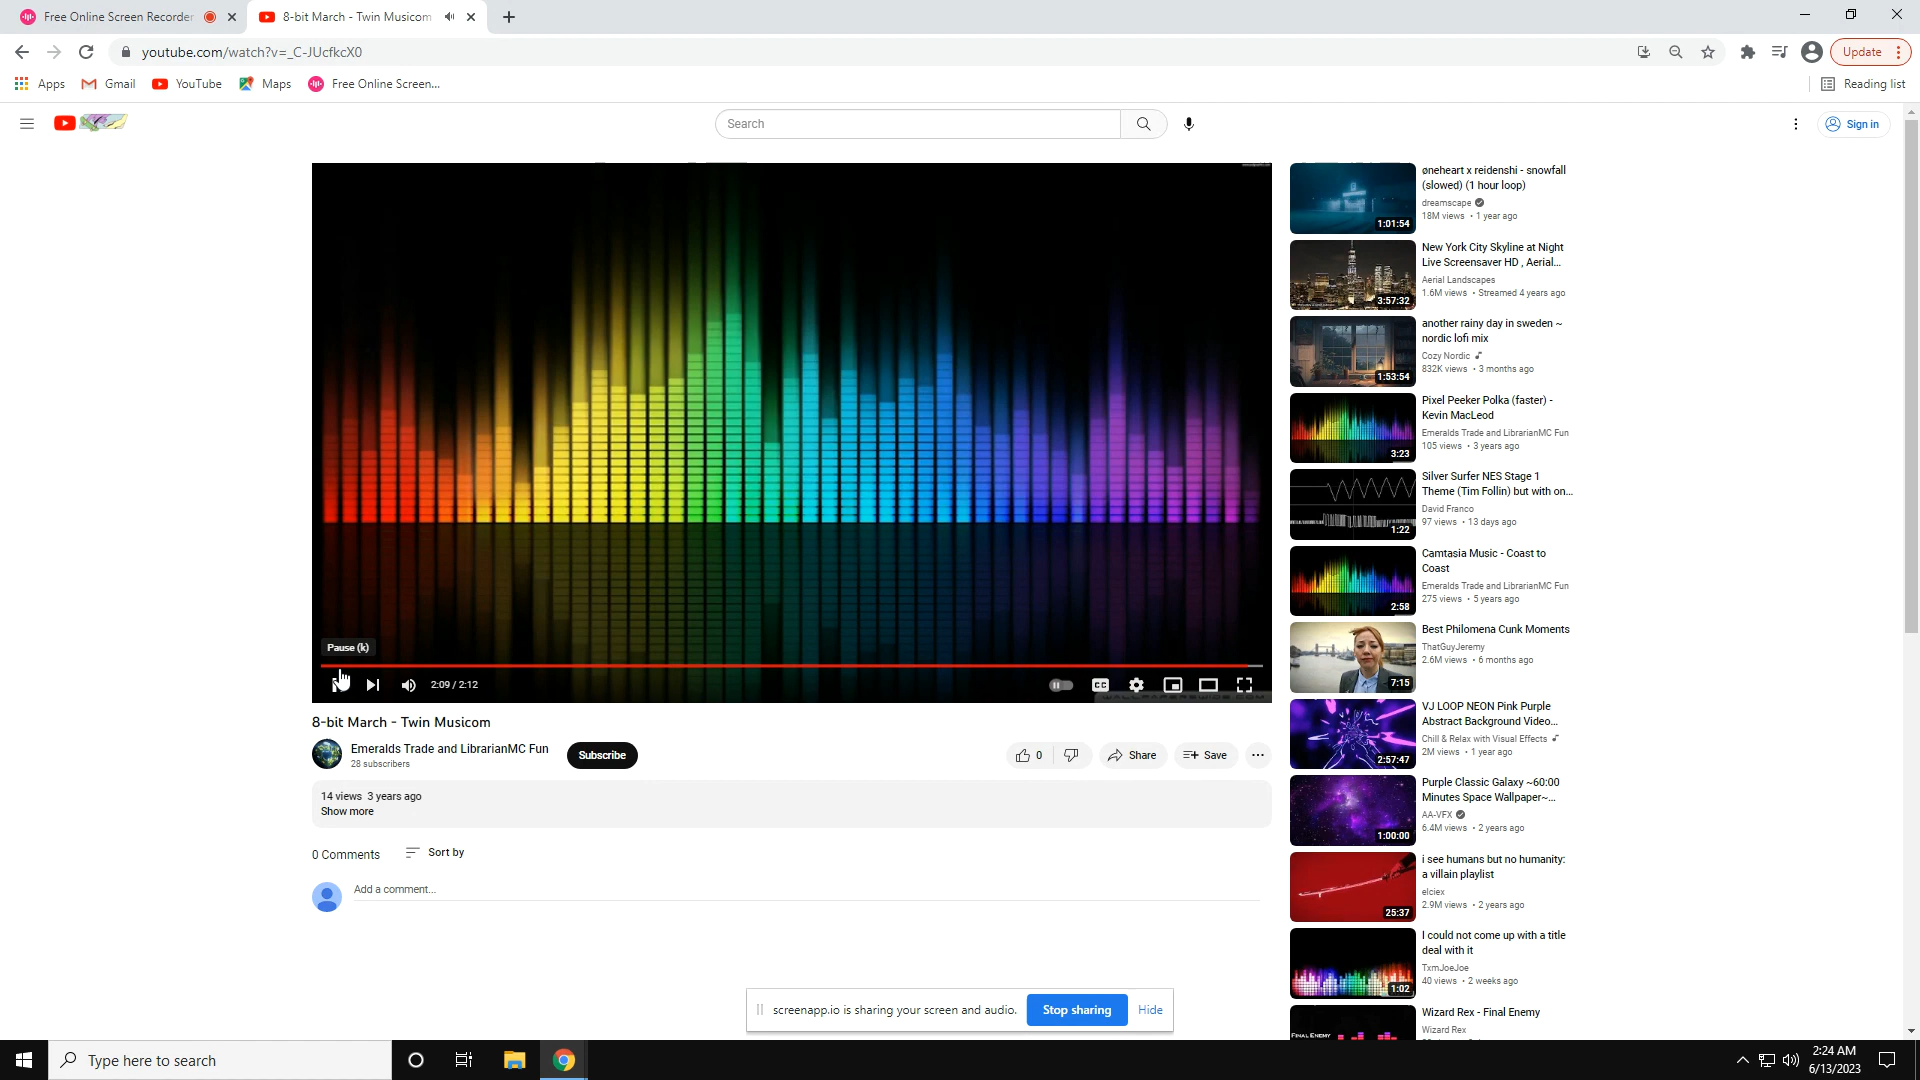 Free Online Screen Recorder
8-bit March - Twin Musicom
youtube.com/watch?v=_C-JUcfkcX0
Update
Apps
Gmail
YouTube
Maps
Free Online Screen...
Reading list
Search
Sign in
Pause (k)
2:09 / 2:12
CC
8-bit March - Twin Musicom
Emeralds Trade and LibrarianMC Fun
28 subscribers
Subscribe
0
Share
Save
14 views 3 years ago
Show more
0 Comments
Sort by
Add a comment...
1:01:54
øneheart x reidenshi - snowfall
(slowed) (1 hour loop)
dreamscape
18M views • 1 year ago
3:57:32
New York City Skyline at Night
Live Screensaver HD , Aerial...
Aerial Landscapes
1.6M views • Streamed 4 years ago
1:53:54
another rainy day in sweden ~
nordic lofi mix
Cozy Nordic
832K views • 3 months ago
3:23
Pixel Peeker Polka (faster) -
Kevin MacLeod
Emeralds Trade and LibrarianMC Fun
105 views • 3 years ago
1:22
Silver Surfer NES Stage 1
Theme (Tim Follin) but with on...
David Franco
97 views • 13 days ago
2:58
Camtasia Music - Coast to
Coast
Emeralds Trade and LibrarianMC Fun
275 views • 5 years ago
7:15
Best Philomena Cunk Moments
ThatGuyJeremy
2.6M views • 6 months ago
2:57:47
VJ LOOP NEON Pink Purple
Abstract Background Video...
Chill & Relax with Visual Effects
2M views • 1 year ago
1:00:00
Purple Classic Galaxy ~60:00
Minutes Space Wallpaper~...
AA-VFX
6.4M views • 2 years ago
25:37
i see humans but no humanity:
a villain playlist
elciex
2.9M views • 2 years ago
1:02
I could not come up with a title
deal with it
TxmJoeJoe
40 views • 2 weeks ago
FINAL ENEMY
Wizard Rex - Final Enemy
Wizard Rex
screenapp.io is sharing your screen and audio.
Stop sharing
Hide
Type here to search
2:24 AM
6/13/2023